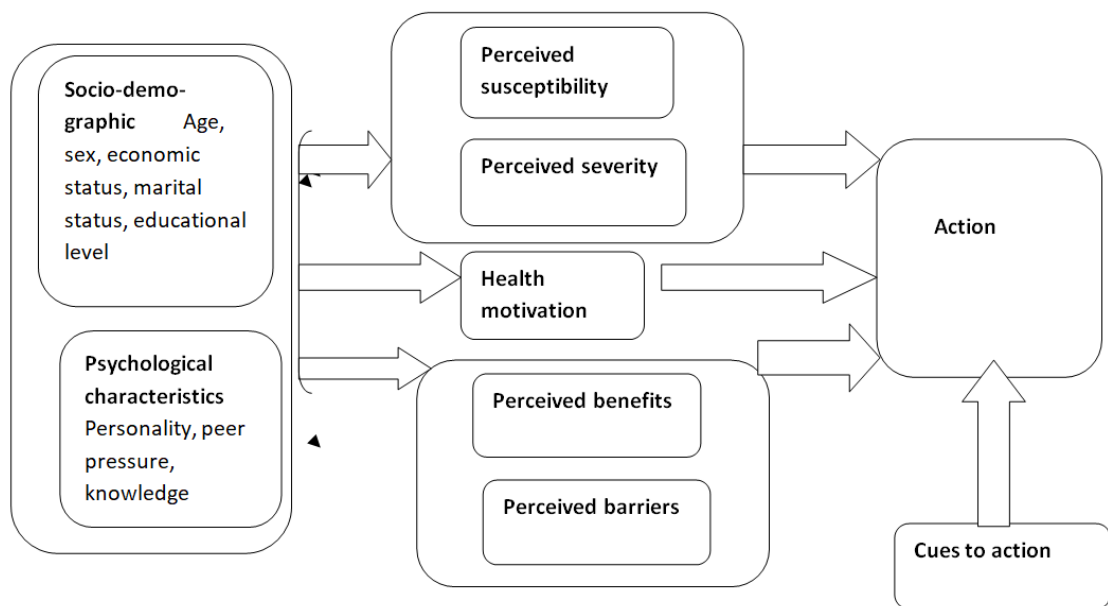 Socio-demo-
graphic Age,
sex, economic
status, marital
status, educational
level
Psychological
characteristics
Personality, peer
pressure,
knowledge
Perceived
susceptibility
Perceived severity
Health
motivation
Perceived benefits
Perceived barriers
Action
Cues to action